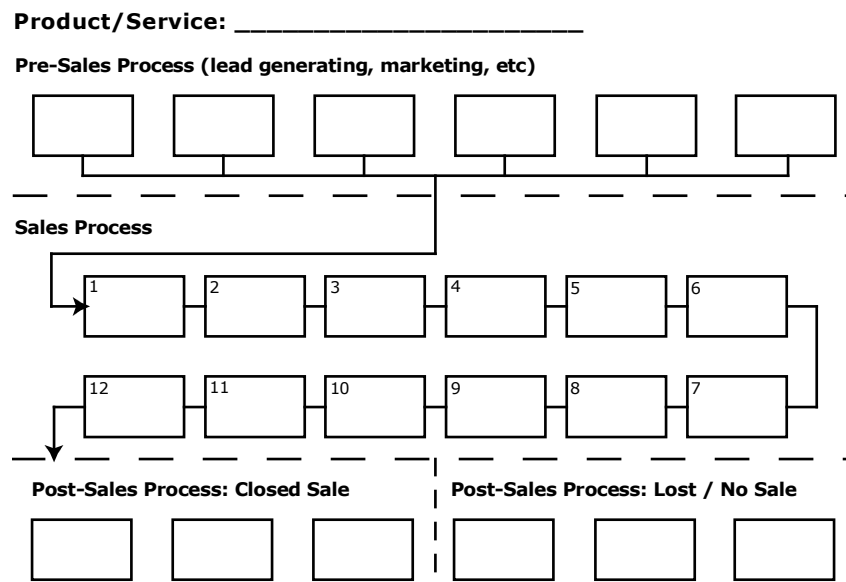 Product/Service: ______________________
Pre-Sales Process (lead generating, marketing, etc)
Sales Process
1 2 3 4 5 6
12 11 10 9 8 7
Post-Sales Process: Closed Sale
Post-Sales Process: Lost / No Sale